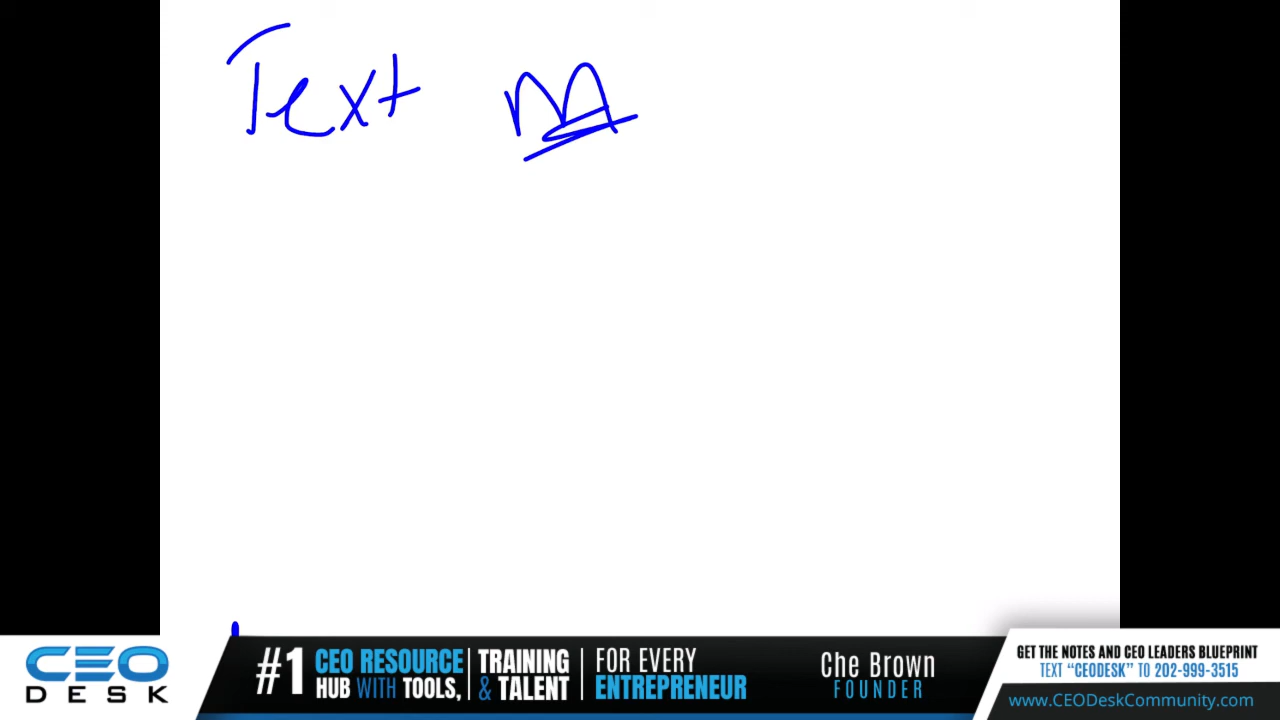 Text M
CEO
DESK
#1 CEO RESOURCE
HUB WITH TOOLS,
TRAINING
& TALENT
FOR EVERY
ENTREPRENEUR
Che Brown
FOUNDER
GET THE NOTES AND CEO LEADERS BLUEPRINT
TEXT “CEODESK” TO 202-999-3515
www.CEODeskCommunity.com